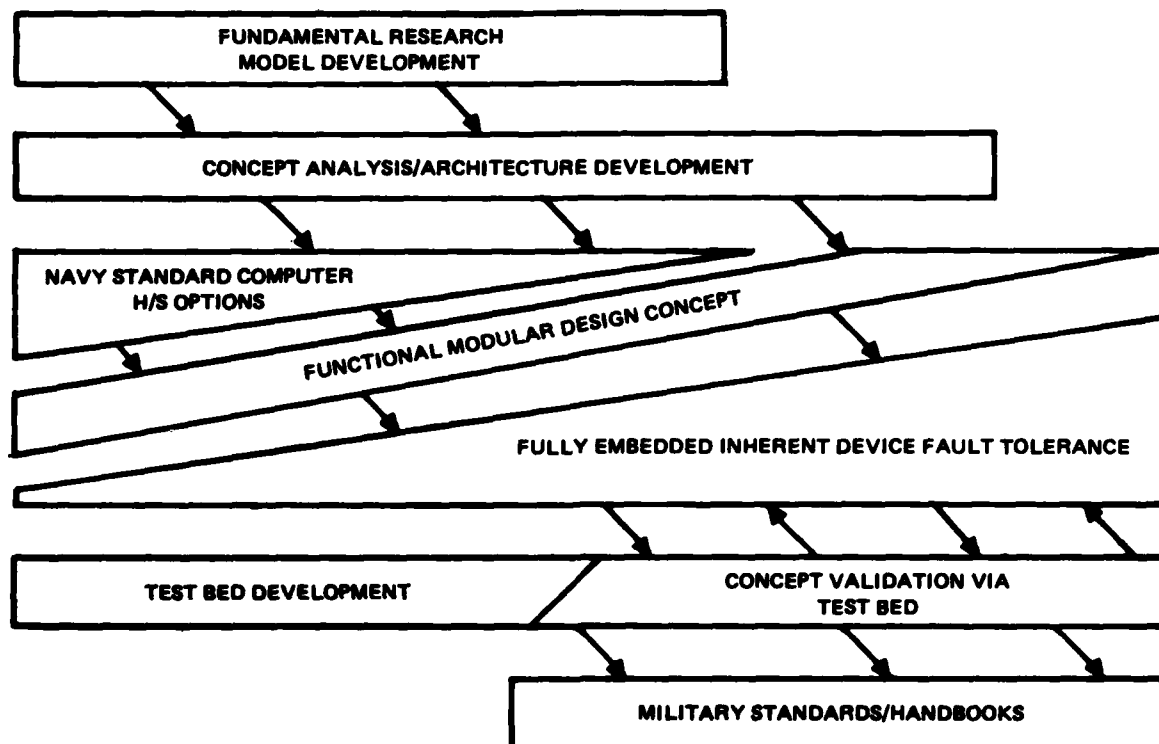 FUNDAMENTAL RESEARCH
MODEL DEVELOPMENT
CONCEPT ANALYSIS/ARCHITECTURE DEVELOPMENT
NAVY STANDARD COMPUTER
H/S OPTIONS
FUNCTIONAL MODULAR DESIGN CONCEPT
FULLY EMBEDDED INHERENT DEVICE FAULT TOLERANCE
TEST BED DEVELOPMENT
CONCEPT VALIDATION VIA
TEST BED
MILITARY STANDARDS/HANDBOOKS